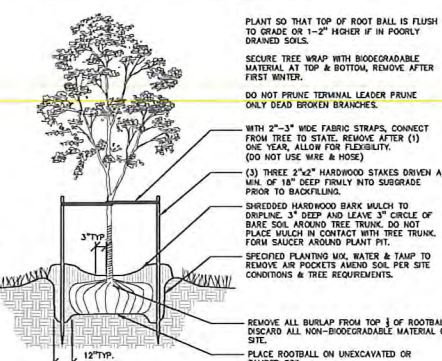 PLANT SO THAT TOP OF ROOT BALL IS FLUSH
TO GRADE OR 1-2" HIGHER IF IN POORLY
DRAINED SOILS.
SECURE TREE WRAP WITH BIODEGRADABLE
MATERIAL AT TOP & BOTTOM, REMOVE AFTER
FIRST WINTER.
DO NOT PRUNE TERMINAL LEADER PRUNE
ONLY DEAD BROKEN BRANCHES.
WITH 2"-3" WIDE FABRIC STRAPS, CONNECT
FROM TREE TO STATE. REMOVE AFTER (1)
ONE YEAR, ALLOW FOR FLEXIBILITY.
(DO NOT USE WIRE & HOSE)
(3) THREE 2"x2" HARDWOOD STAKES DRIVEN A
MIN. OF 18" DEEP FIRMLY INTO SUBGRADE
PRIOR TO BACKFILLING.
SHREDDED HARDWOOD BARK MULCH TO
DRIPLINE. 3" DEEP AND LEAVE 3" CIRCLE OF
BARE SOIL AROUND TREE TRUNK. DO NOT
PLACE MULCH IN CONTACT WITH TREE TRUNK.
FORM SAUCER AROUND PLANT PIT.
3"TYP
SPECIFIED PLANTING MIX, WATER & TAMP TO
REMOVE AIR POCKETS AMEND SOIL PER SITE
CONDITIONS & TREE REQUIREMENTS.
REMOVE ALL BURLAP FROM TOP OF ROOTBAL
DISCARD ALL NON-BIODEGRADABLE MATERIAL
SITE.
12"TYP.
PLACE ROOTBALL ON UNEXCAVATED OR